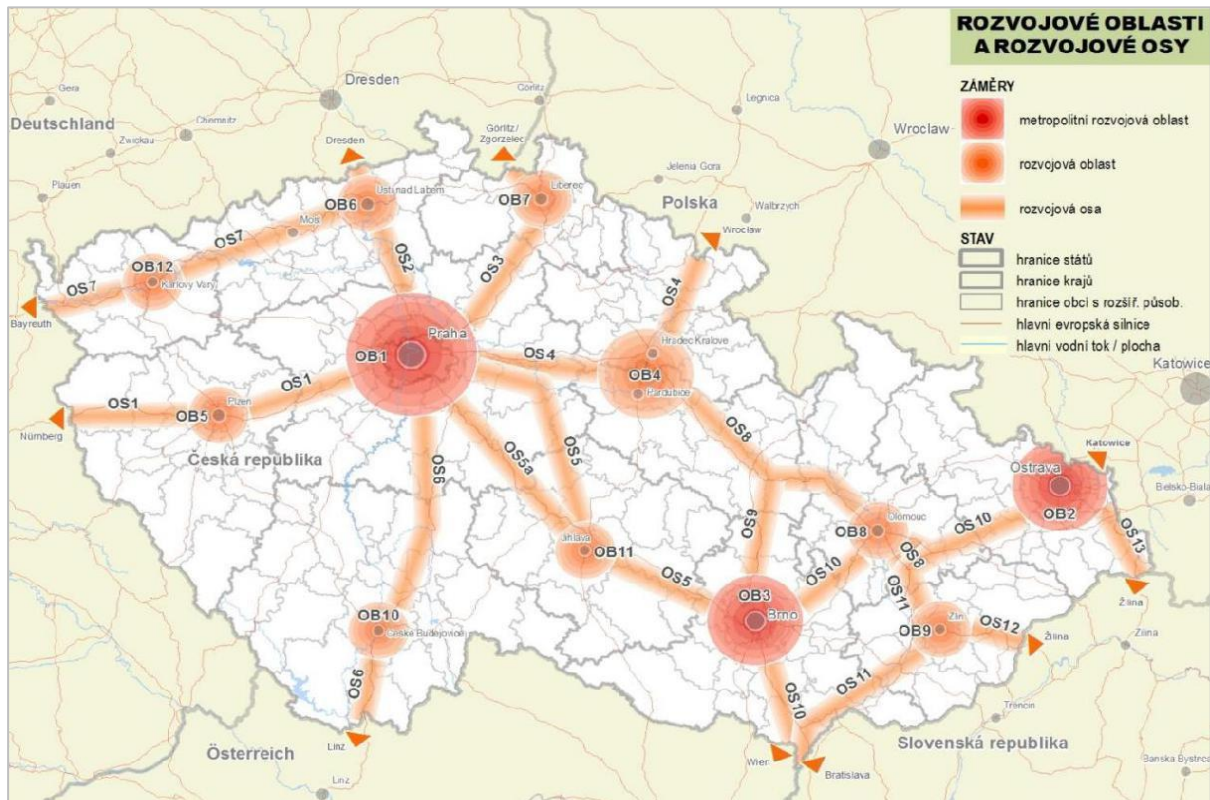 ROZVOJOVÉ OBLASTI
A ROZVOJOVÉ OSY
ZÁMĚRY
metropolitní rozvojová oblast
rozvojová oblast
rozvojová osa
STAV
hranice států
hranice krajů
hranice obcí s rozšíř. působ.
hlavní evropská silnice
hlavní vodní tok / plocha
Dresden
Gera
Görlitz
Legnica
Deutschland
Chemnitz
Zwickau
Dresden
Görlitz/
Zgorzelec
Wroclaw
Plauen
Jelenia Gora
Ústí nad Labem
OB6
Liberec
OB7
Polska
Walbrzych
Most
Wroclaw
OS7
OS2
OS3
OB12
Karlovy Vary
OS7
OS4
Bayreuth
Praha
OB1
Hradec Kralove
OS4
OB4
Pardubice
Katowice
OS1
OS1
OB5
Plzen
Nürnberg
Česká republika
OS8
OS5a
OS5
OS6
Katowice
Ostrava
Bielsko-Biala
OB2
OS9
OB8
Olomouc
OS10
OS13
Jihlava
OB11
OS8
OS10
OS5
OS11
Žilina
OB3
Brno
OB10
České Budějovice
OB9
Zlín
OS12
Žilina
Zilina
OS6
OS11
OS10
Trencin
Linz
Österreich
Slovenská republika
Wien
Bratislava
Linz
Banska Bystrica